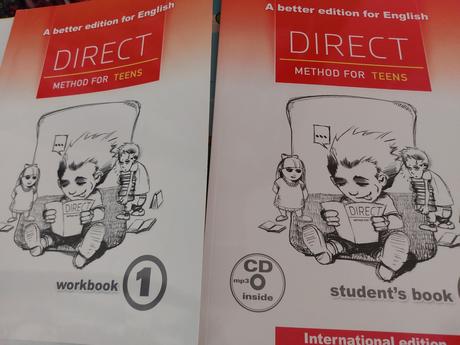 A better edition for English
DIRECT
METHOD FOR TEENS
...
DIRECT
workbook 1
A better edition for English
DIRECT
METHOD FOR TEENS
...
DIRECT
CD
mp3
inside
student's book
International edition